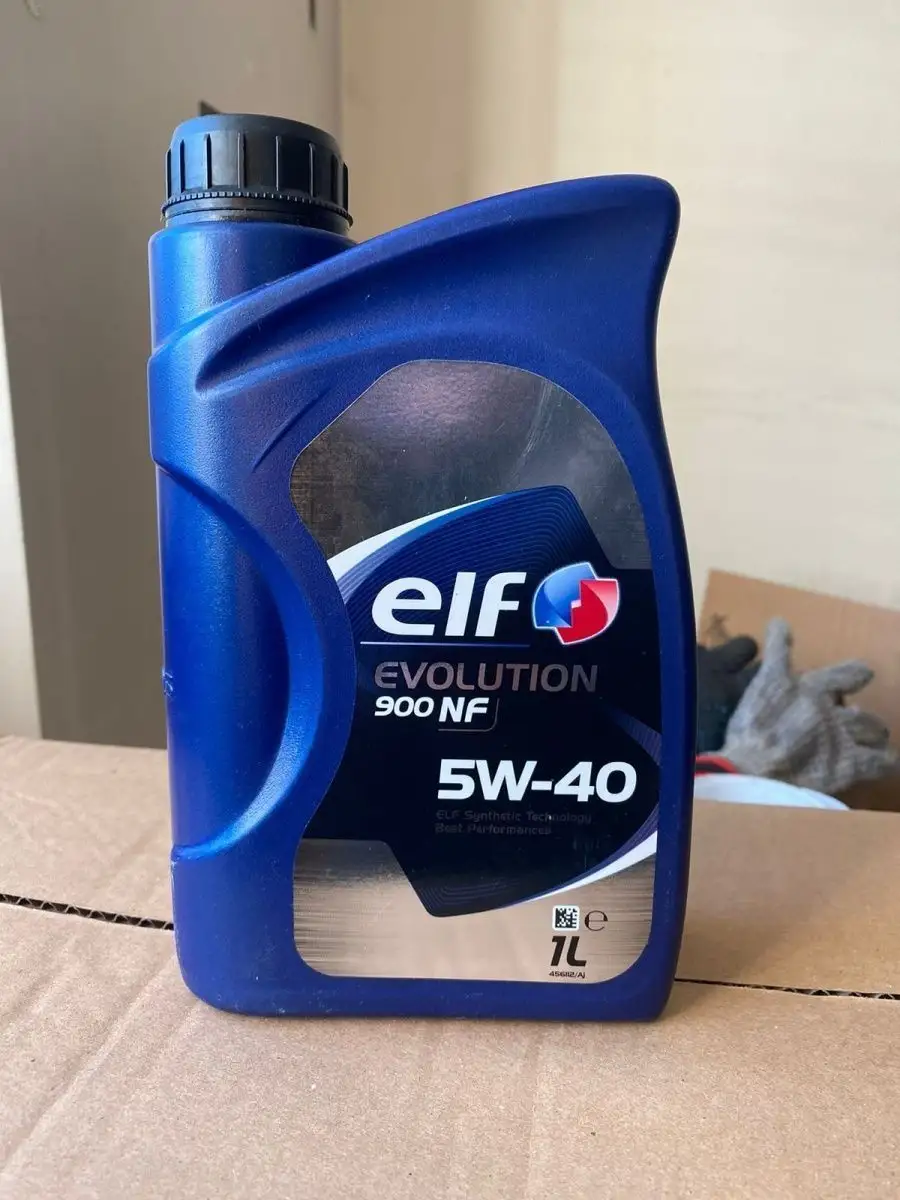 elf
EVOLUTION
900 NF
5W-40
ELF Synthetic Technology
Best Performances
e
1L
456112/AJ